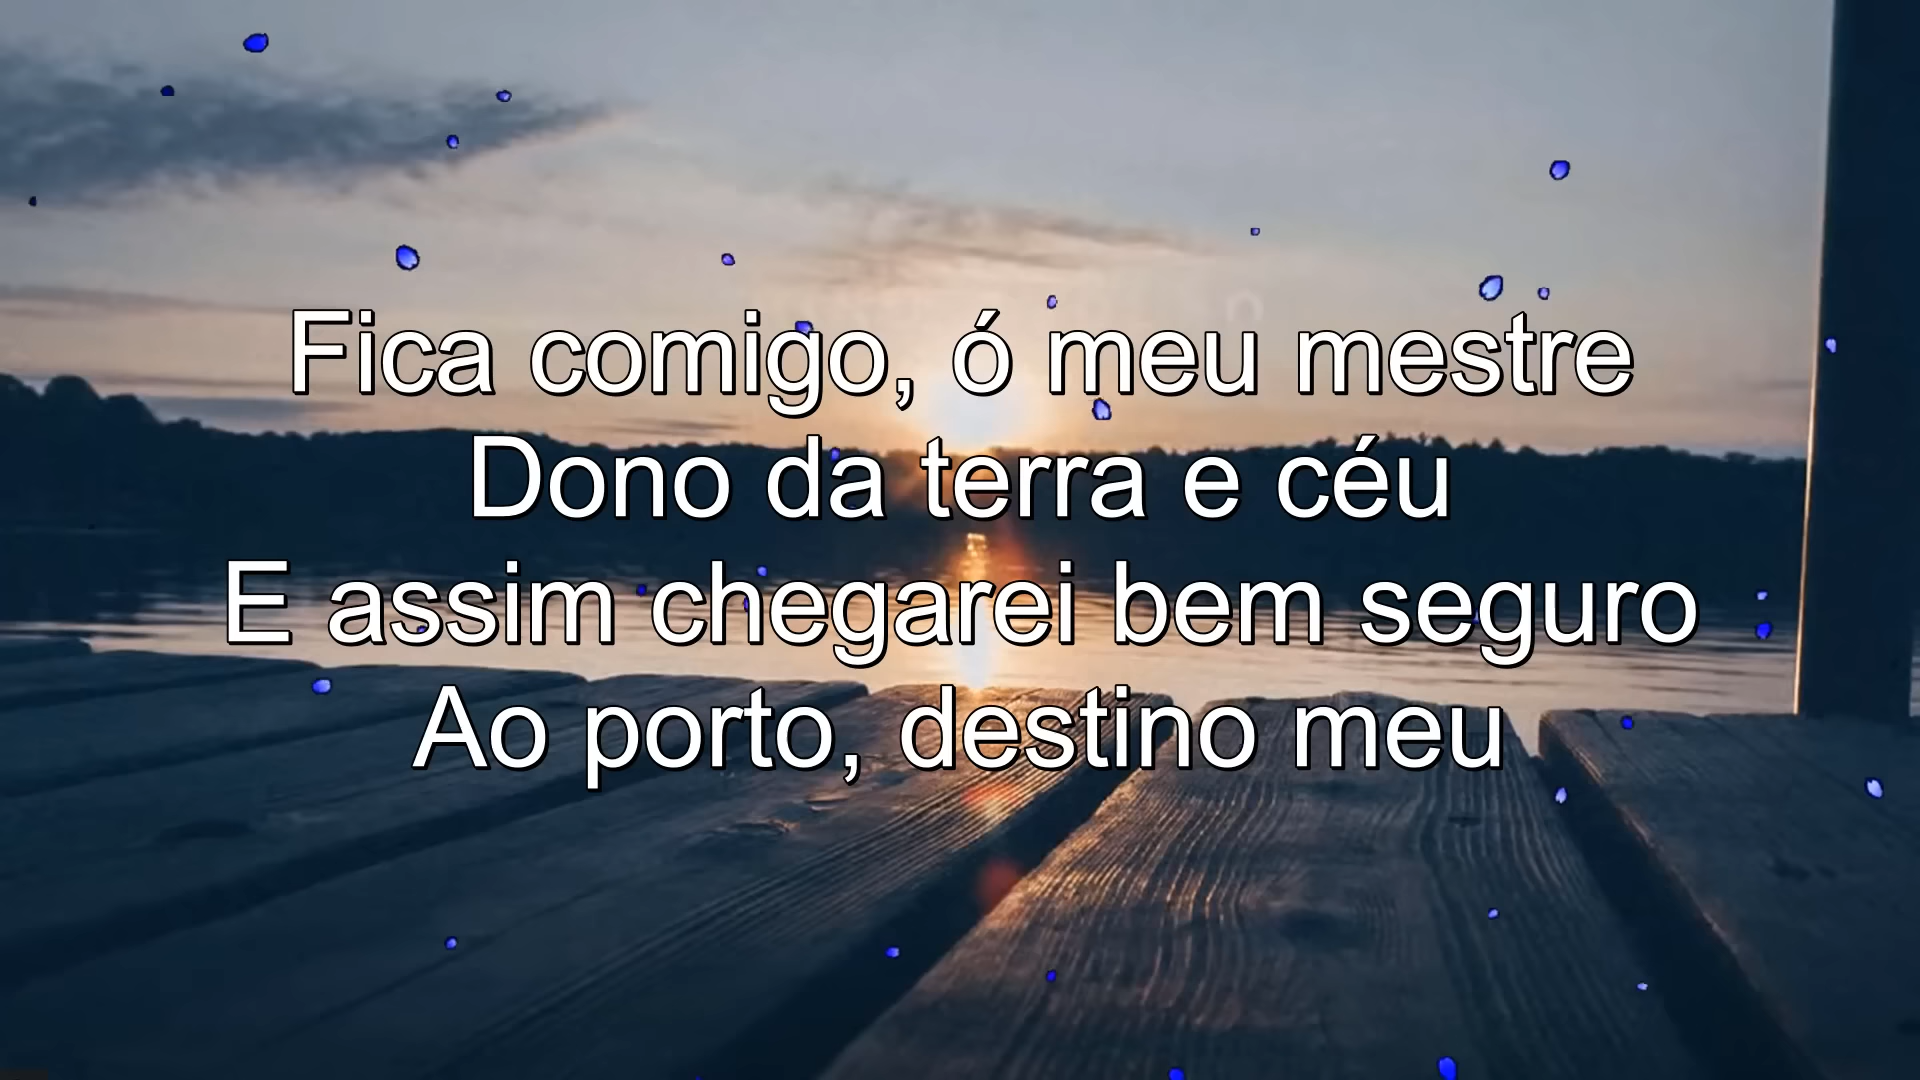 Fica comigo, ó meu mestre
Dono da terra e céu
E assim chegarei bem seguro
Ao porto, destino meu